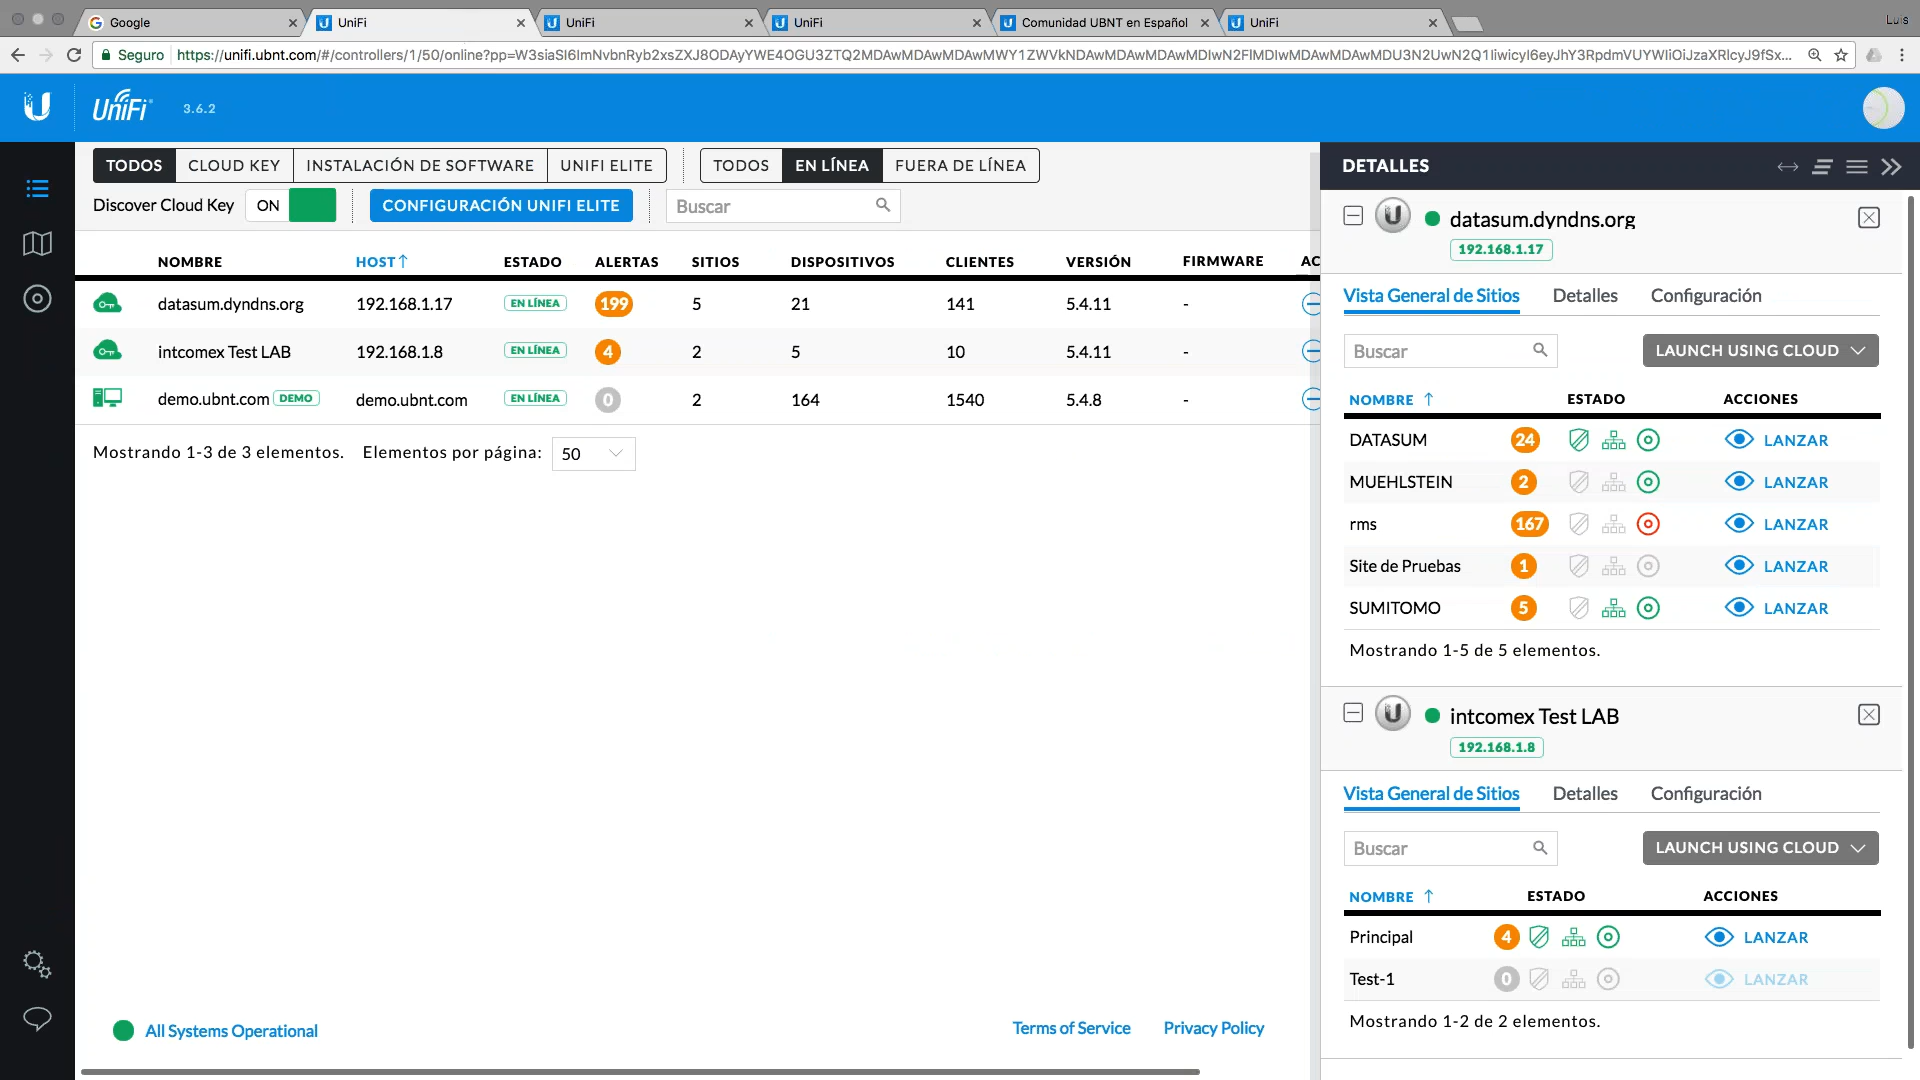 Google
UniFi
UniFi
UniFi
Comunidad UBNT en Español
UniFi
Luis
Seguro
UniFi
3.6.2
TODOS
CLOUD KEY
INSTALACIÓN DE SOFTWARE
UNIFI ELITE
TODOS
EN LÍNEA
FUERA DE LÍNEA
Discover Cloud Key
ON
CONFIGURACIÓN UNIFI ELITE
Buscar
NOMBRE HOST↑ ESTADO ALERTAS SITIOS DISPOSITIVOS CLIENTES VERSIÓN FIRMWARE AC
datasum.dyndns.org 192.168.1.17 EN LÍNEA 199 5 21 141 5.4.11 -
intcomex Test LAB 192.168.1.8 EN LÍNEA 4 2 5 10 5.4.11 -
demo.ubnt.com DEMO demo.ubnt.com EN LÍNEA 0 2 164 1540 5.4.8 -
Mostrando 1-3 de 3 elementos. Elementos por página: 50
All Systems Operational
Terms of Service
Privacy Policy
DETALLES
datasum.dyndns.org
192.168.1.17
Vista General de Sitios Detalles Configuración
Buscar
LAUNCH USING CLOUD
NOMBRE ↑ ESTADO ACCIONES
DATASUM 24 LANZAR
MUEHLSTEIN 2 LANZAR
rms 167 LANZAR
Site de Pruebas 1 LANZAR
SUMITOMO 5 LANZAR
Mostrando 1-5 de 5 elementos.
intcomex Test LAB
192.168.1.8
Vista General de Sitios Detalles Configuración
Buscar
LAUNCH USING CLOUD
NOMBRE ↑ ESTADO ACCIONES
Principal 4 LANZAR
Test-1 0 LANZAR
Mostrando 1-2 de 2 elementos.